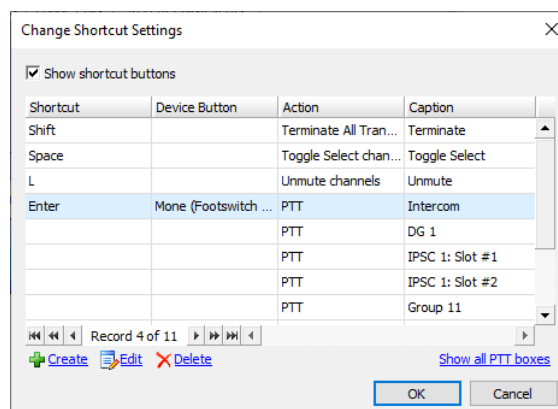 Change Shortcut Settings
Show shortcut buttons
Shortcut Device Button Action Caption
Shift Terminate All Tran... Terminate
Space Toggle Select chan... Toggle Select
L Unmute channels Unmute
Enter Mone (Footswitch ... PTT Intercom
PTT DG 1
PTT IPSC 1: Slot #1
PTT IPSC 1: Slot #2
PTT Group 11
Record 4 of 11
Create Edit Delete Show all PTT boxes
OK Cancel